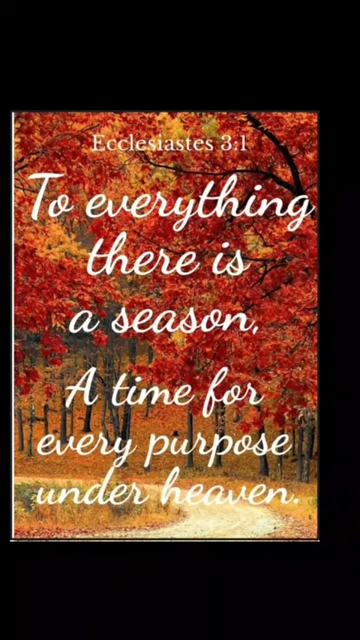 Ecclesiastes 3:1
To everything
there is
a season,
A time for
every purpose
under heaven.